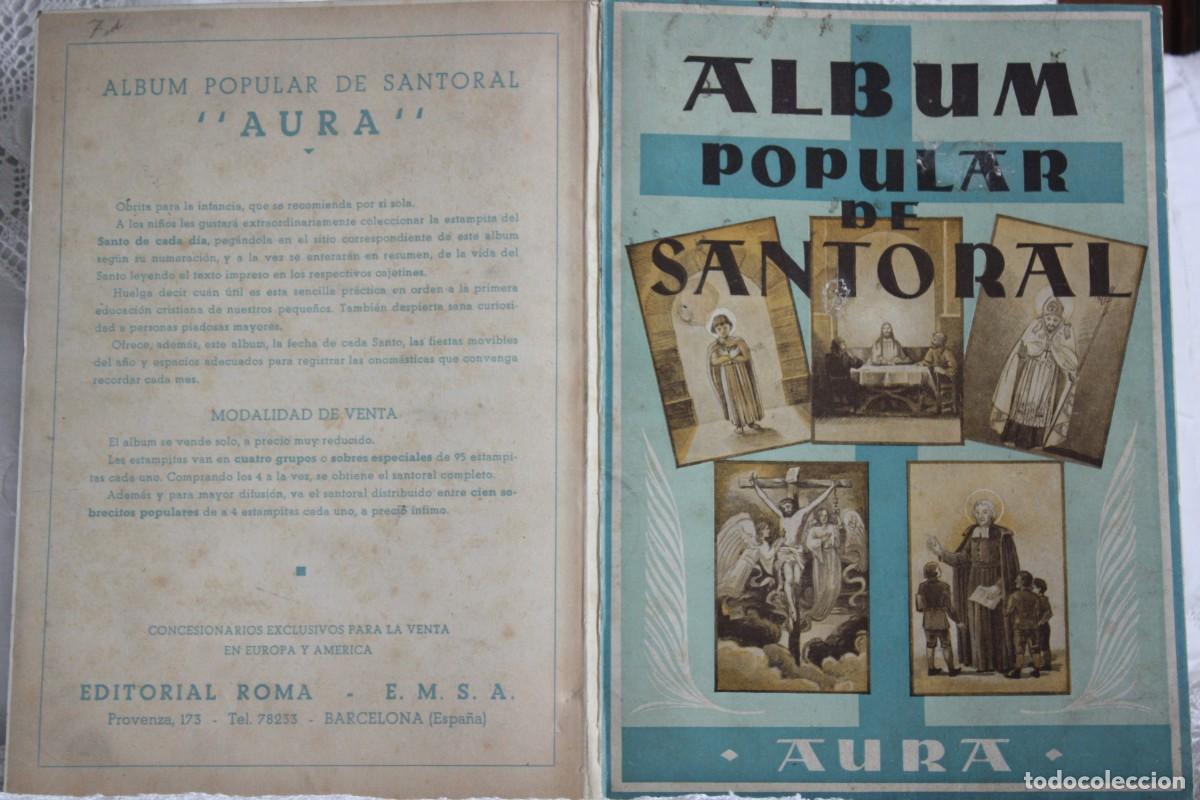 ALBUM POPULAR DE SANTORAL
"AURA"
Obrita para la infancia, que se recomienda por si sola.
A los niños les gustará extraordinariamente coleccionar la estampita del
Santo de cada día, pegándola en el sitio correspondiente de este album
según su numeración, y a la vez se enterarán en resumen, de la vida del
Santo leyendo el texto impreso en los respectivos cajetines.
Huelga decir cuán útil es esta sencilla práctica en orden a la primera
educación cristiana de nuestros pequeños. También despierta sana curiosi-
dad a personas piadosas mayores.
Ofrece, además, este album, la fecha de cada Santo, las fiestas movibles
del año y espacios adecuados para registrar las onomásticas que convenga
recordar cada mes.
MODALIDAD DE VENTA
El album se vende solo, a precio muy reducido.
Las estampitas van en cuatro grupos o sobres especiales de 95 estampi-
tas cada uno. Comprando los 4 a la vez, se obtiene el santoral completo.
Además y para mayor difusión, va el santoral distribuído entre cien so-
brecitos populares de a 4 estampitas cada uno, a precio ínfimo.
CONCESIONARIOS EXCLUSIVOS PARA LA VENTA
EN EUROPA Y AMERICA
EDITORIAL ROMA - E. M. S. A.
Provenza, 173 - Tel. 78233 - BARCELONA (España)
ALBUM
POPULAR
DE
SANTORAL
· AURA ·
todocoleccion